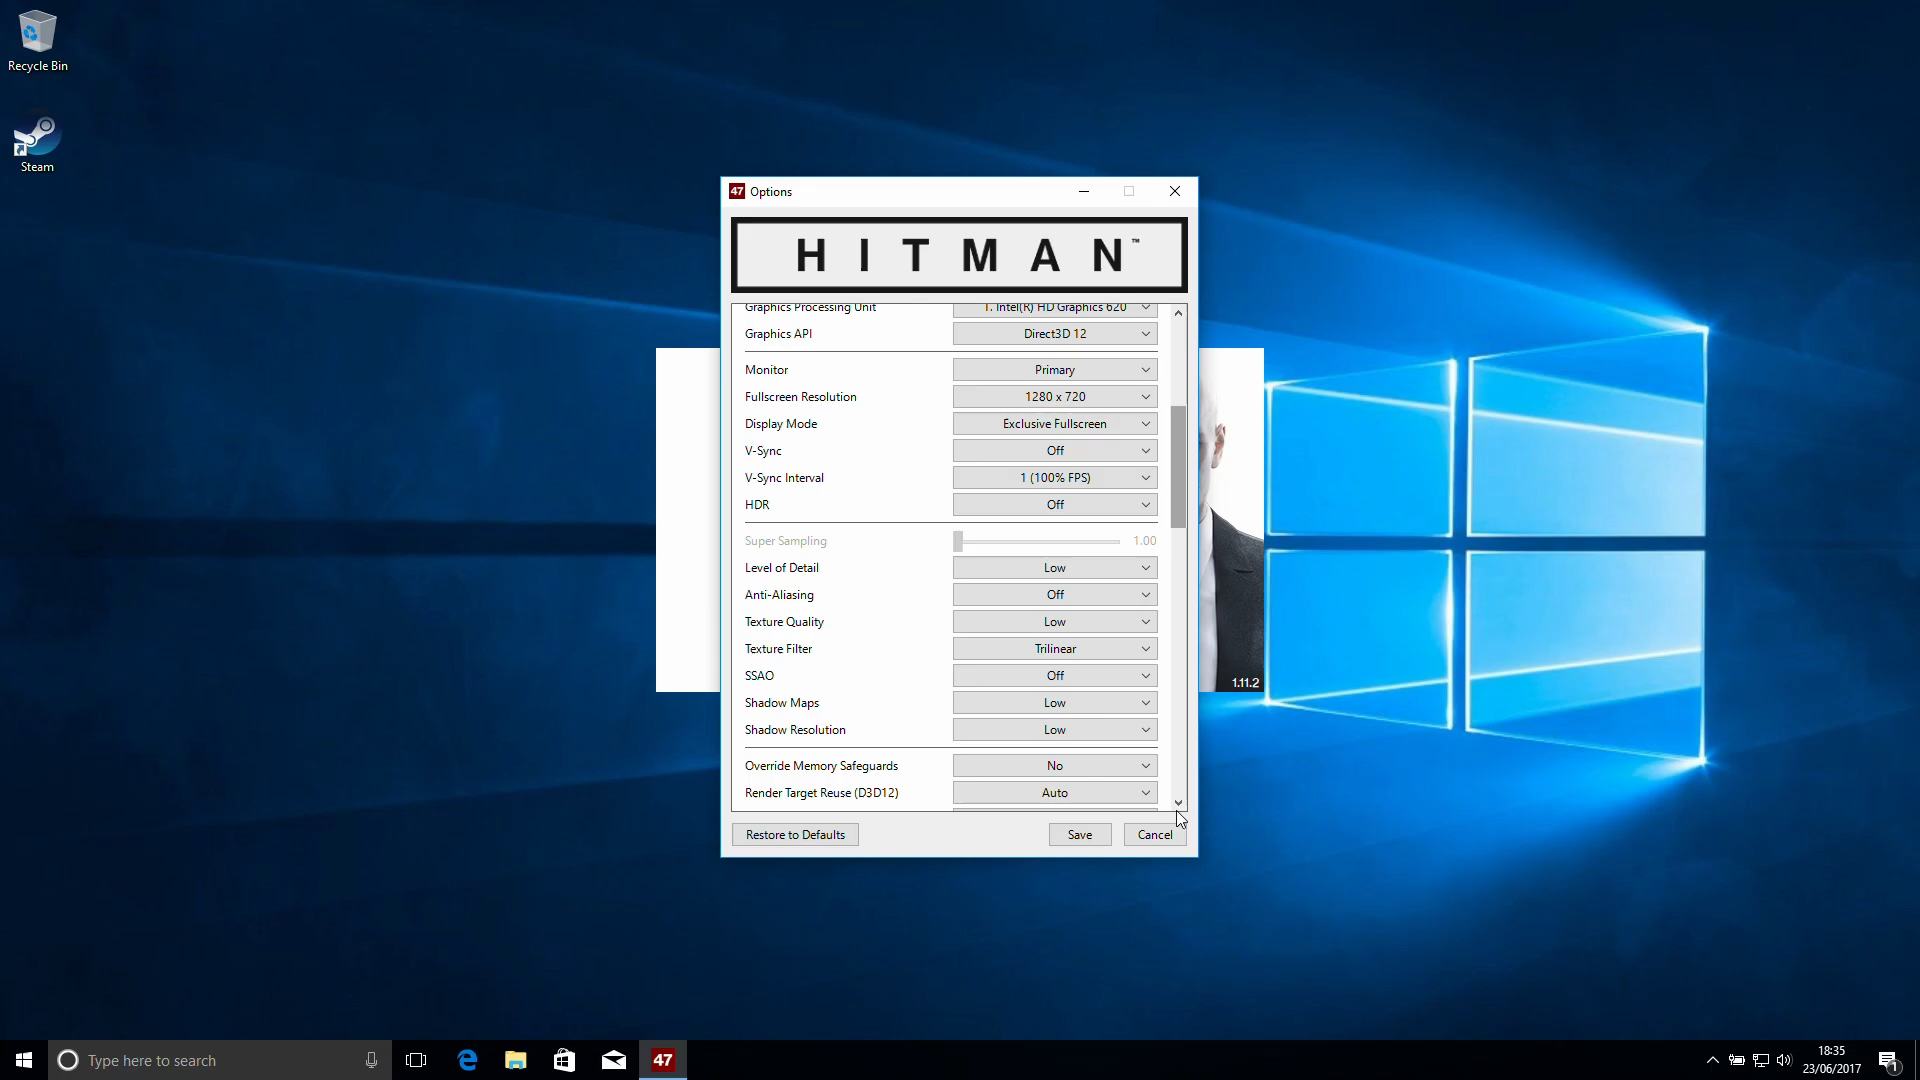 Recycle Bin
Steam
47 Options
HITMAN™
Graphics Processing Unit 1. Intel(R) HD Graphics 620
Graphics API Direct3D 12
Monitor Primary
Fullscreen Resolution 1280 x 720
Display Mode Exclusive Fullscreen
V-Sync Off
V-Sync Interval 1 (100% FPS)
HDR Off
Super Sampling 1.00
Level of Detail Low
Anti-Aliasing Off
Texture Quality Low
Texture Filter Trilinear
SSAO Off
Shadow Maps Low
Shadow Resolution Low
Override Memory Safeguards No
Render Target Reuse (D3D12) Auto
Restore to Defaults Save Cancel
1.11.2
Type here to search
47
18:35
23/06/2017
1